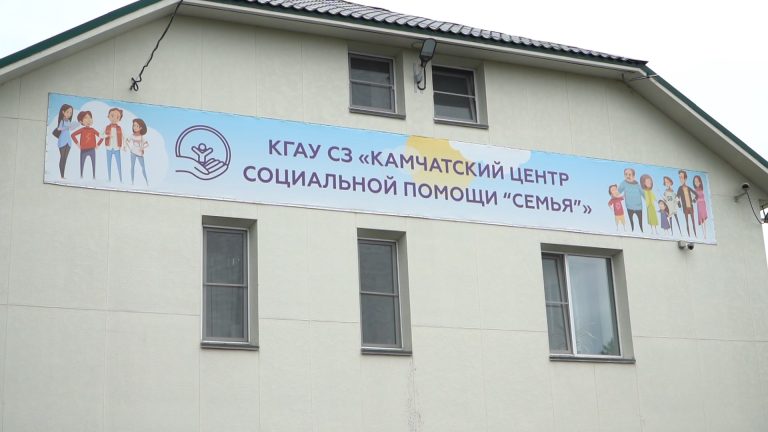 КГАУ СЗ «КАМЧАТСКИЙ ЦЕНТР
СОЦИАЛЬНОЙ ПОМОЩИ “СЕМЬЯ”»